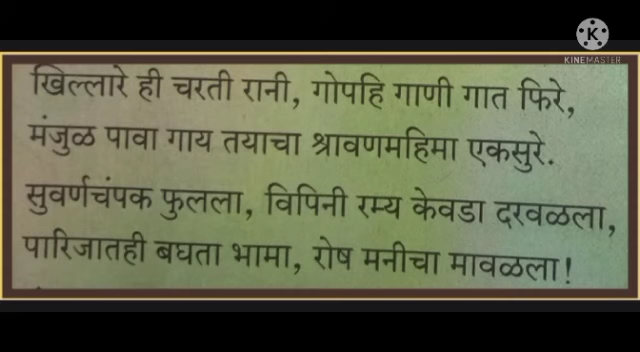 K
KINEMASTER
खिल्लारे ही चरती रानी, गोपहि गाणी गात फिरे,
मंजुळ पावा गाय तयाचा श्रावणमहिमा एकसुरे.
सुवर्णचंपक फुलला, विपिनी रम्य केवडा दरवळला,
पारिजातही बघता भामा, रोष मनीचा मावळला!